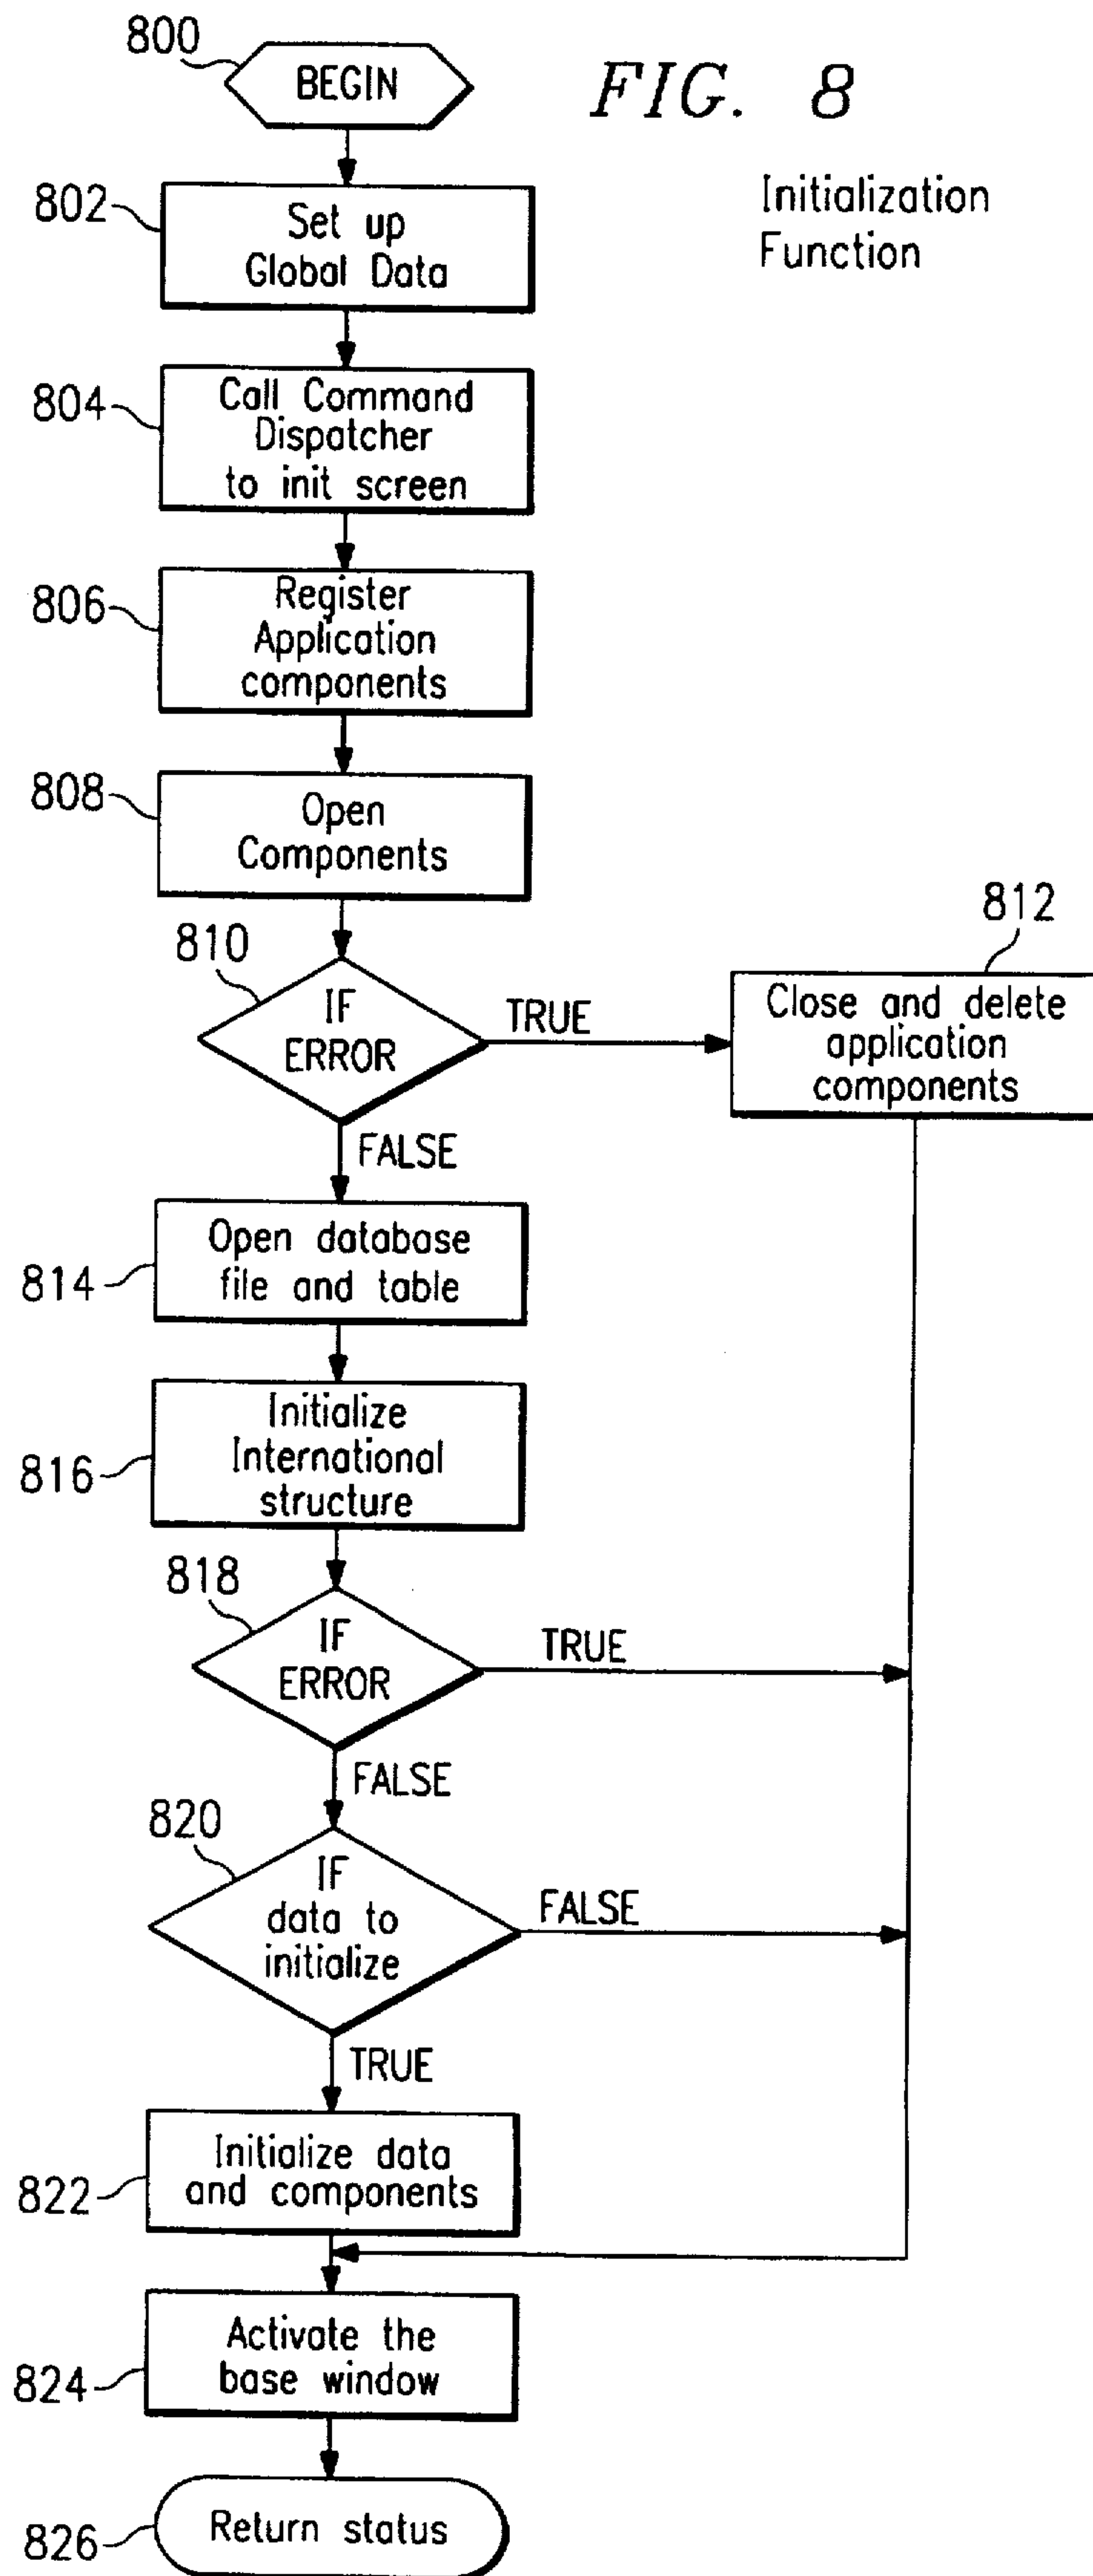 800
BEGIN
FIG. 8
Initialization
Function
802
Set up
Global Data
804
Call Command
Dispatcher
to init screen
806
Register
Application
components
808
Open
Components
810
IF
ERROR
TRUE
812
Close and delete
application
components
FALSE
814
Open database
file and table
816
Initialize
International
structure
818
IF
ERROR
TRUE
FALSE
820
IF
data to
initialize
FALSE
TRUE
822
Initialize data
and components
824
Activate the
base window
826
Return status